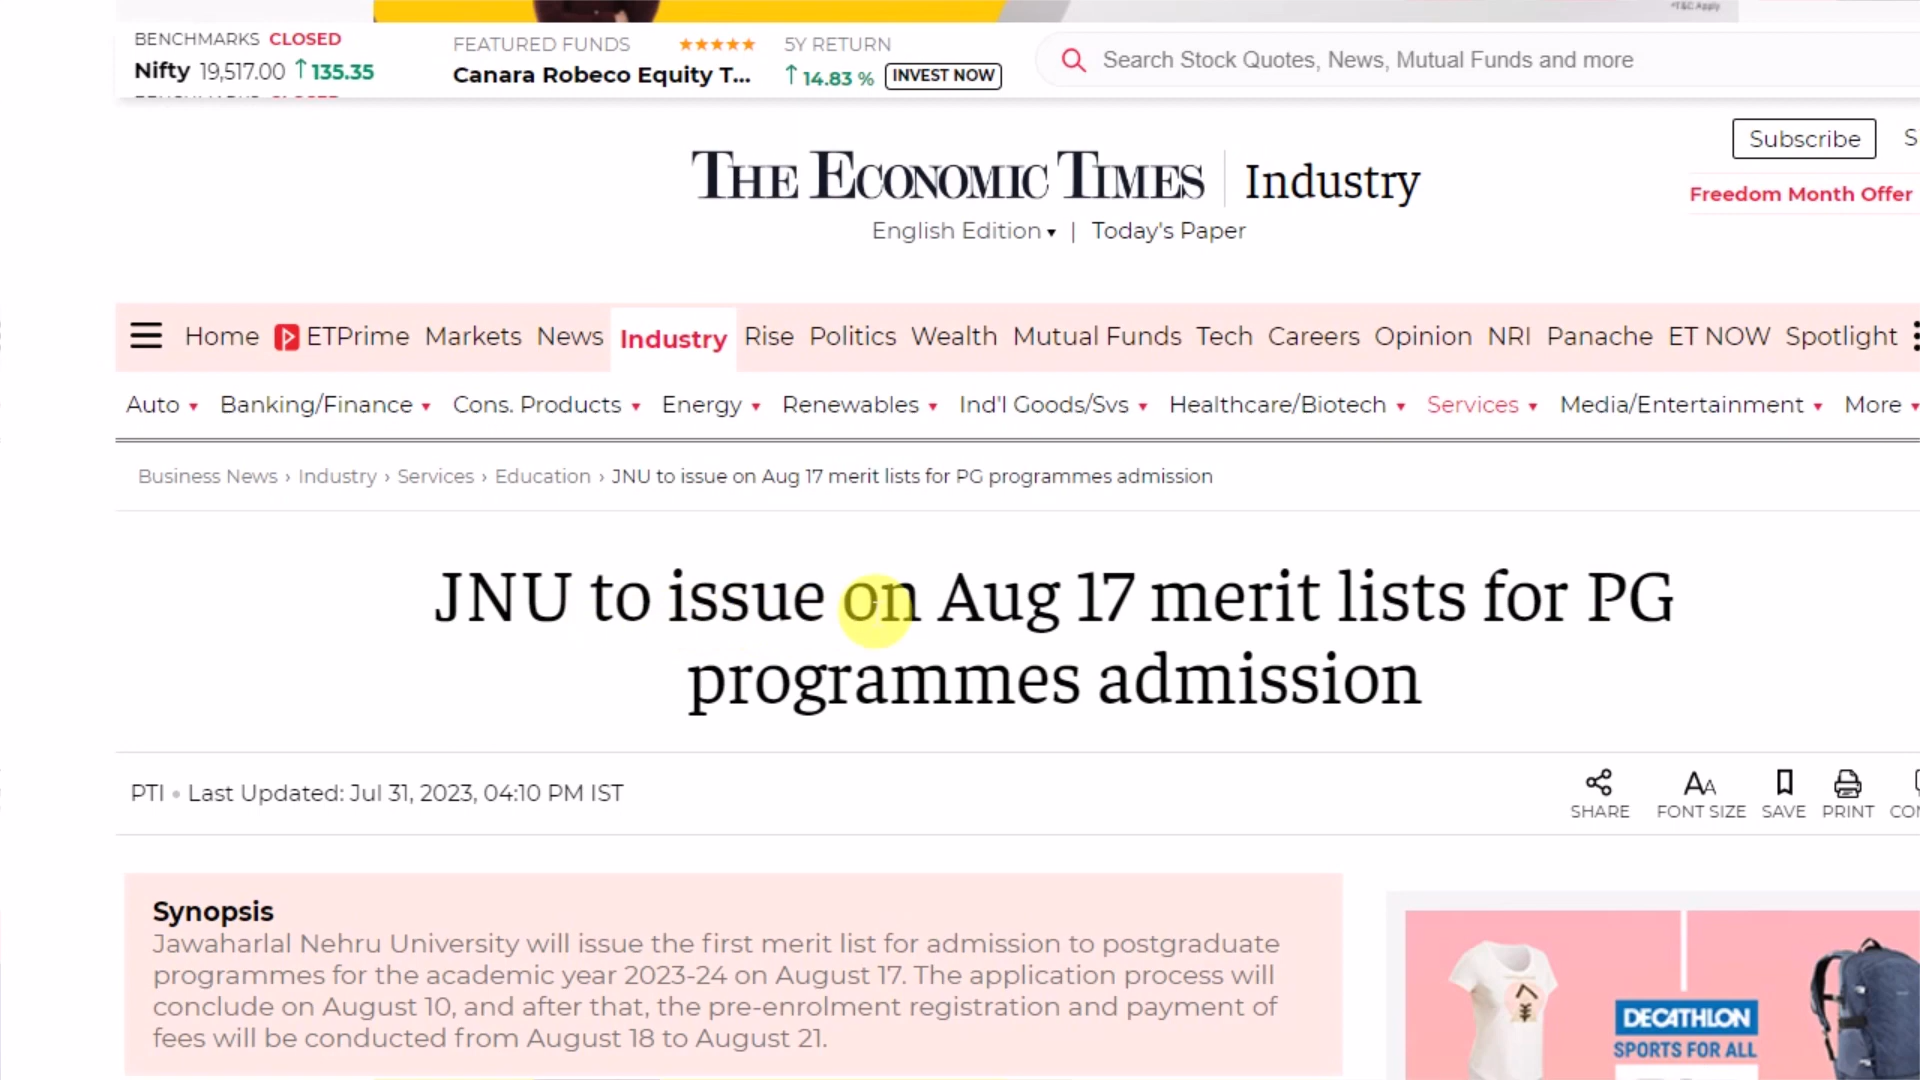 *T&C Apply
BENCHMARKS CLOSED
Nifty 19,517.00 ↑135.35
FEATURED FUNDS ★★★★★
Canara Robeco Equity T...
5Y RETURN
↑14.83 % INVEST NOW
Search Stock Quotes, News, Mutual Funds and more
Subscribe
Freedom Month Offer
THE ECONOMIC TIMES | Industry
English Edition ▾ | Today's Paper
Home ETPrime Markets News Industry Rise Politics Wealth Mutual Funds Tech Careers Opinion NRI Panache ET NOW Spotlight
Auto ▾ Banking/Finance ▾ Cons. Products ▾ Energy ▾ Renewables ▾ Ind'l Goods/Svs ▾ Healthcare/Biotech ▾ Services ▾ Media/Entertainment ▾ More ▾
Business News › Industry › Services › Education › JNU to issue on Aug 17 merit lists for PG programmes admission
JNU to issue on Aug 17 merit lists for PG
programmes admission
PTI • Last Updated: Jul 31, 2023, 04:10 PM IST
SHARE FONT SIZE SAVE PRINT
Synopsis
Jawaharlal Nehru University will issue the first merit list for admission to postgraduate
programmes for the academic year 2023-24 on August 17. The application process will
conclude on August 10, and after that, the pre-enrolment registration and payment of
fees will be conducted from August 18 to August 21.
DECATHLON
SPORTS FOR ALL